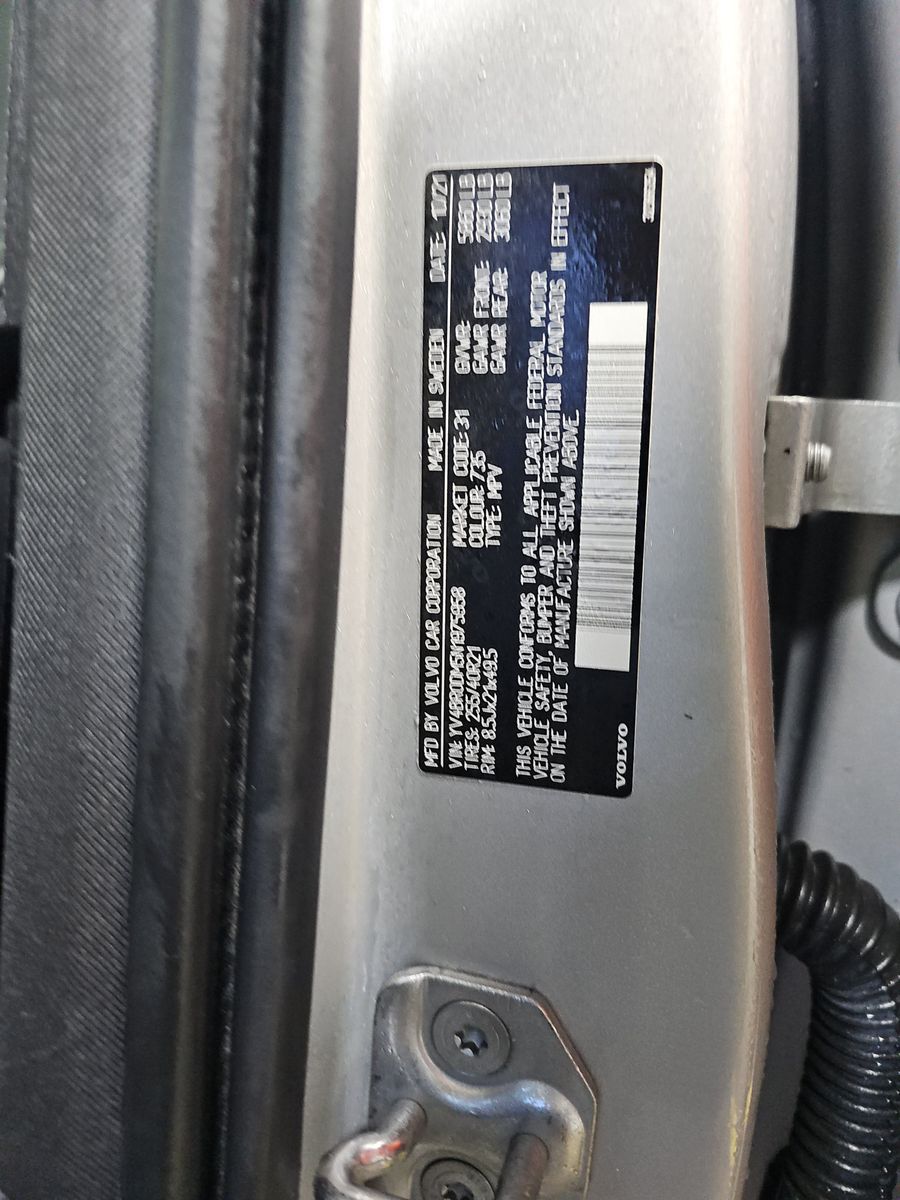 MFD BY VOLVO CAR CORPORATION MADE IN SWEDEN DATE: 10/21
VIN:
TIRES: 255/40R21
RIM: 8.5Jx21x49.5
MARKET CODE: 31
COLOUR: 735
TYPE: MPV
GVWR: 5860 LB
GAWR FRONT: 2930 LB
GAWR REAR: 3060 LB
THIS VEHICLE CONFORMS TO ALL APPLICABLE FEDERAL MOTOR
VEHICLE SAFETY, BUMPER AND THEFT PREVENTION STANDARDS IN EFFECT
ON THE DATE OF MANUFACTURE SHOWN ABOVE.
VOLVO